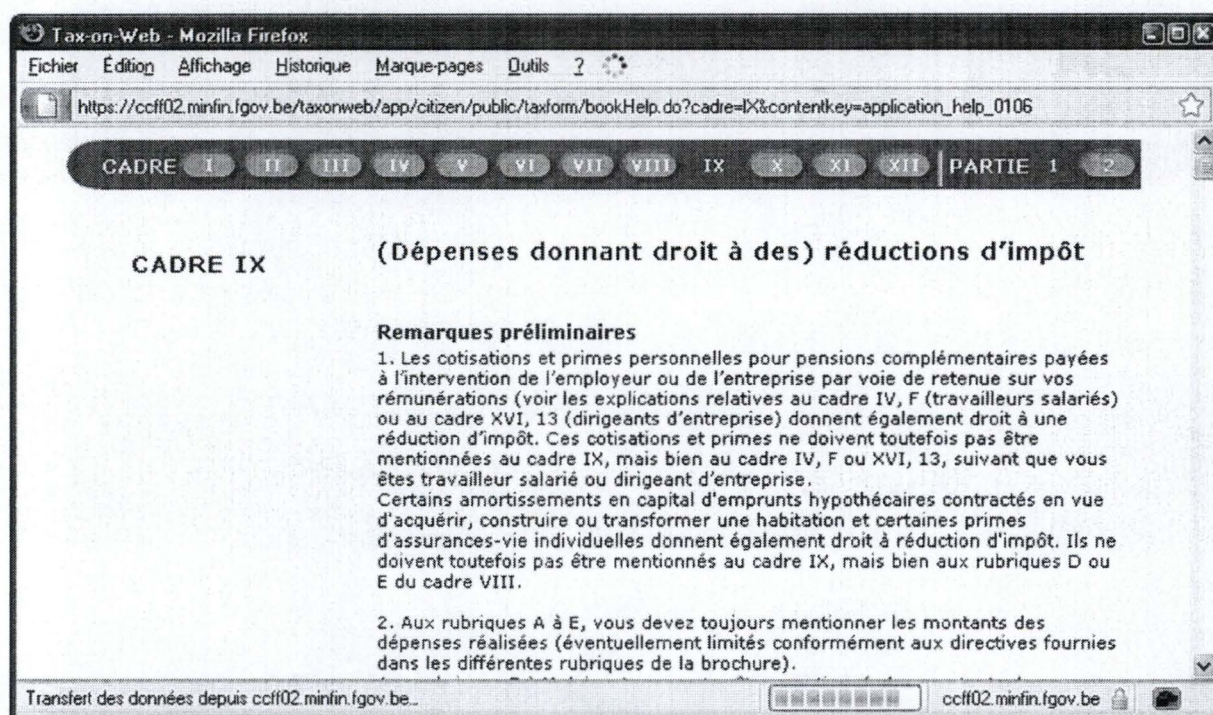 Tax-on-Web - Mozilla Firefox
Fichier Édition Affichage Historique Marque-pages Outils ?
https://ccff02.minfin.fgov.be/taxonweb/app/citizen/public/taxform/bookHelp.do?cadre=IX&contentkey=application_help_0106
CADRE I II III IV V VI VII VIII IX X XI XII PARTIE 1 2
CADRE IX
(Dépenses donnant droit à des) réductions d'impôt
Remarques préliminaires
1. Les cotisations et primes personnelles pour pensions complémentaires payées
à l'intervention de l'employeur ou de l'entreprise par voie de retenue sur vos
rémunérations (voir les explications relatives au cadre IV, F (travailleurs salariés)
ou au cadre XVI, 13 (dirigeants d'entreprise) donnent également droit à une
réduction d'impôt. Ces cotisations et primes ne doivent toutefois pas être
mentionnées au cadre IX, mais bien au cadre IV, F ou XVI, 13, suivant que vous
êtes travailleur salarié ou dirigeant d'entreprise.
Certains amortissements en capital d'emprunts hypothécaires contractés en vue
d'acquérir, construire ou transformer une habitation et certaines primes
d'assurances-vie individuelles donnent également droit à réduction d'impôt. Ils ne
doivent toutefois pas être mentionnés au cadre IX, mais bien aux rubriques D ou
E du cadre VIII.
2. Aux rubriques A à E, vous devez toujours mentionner les montants des
dépenses réalisées (éventuellement limités conformément aux directives fournies
dans les différentes rubriques de la brochure).
Transfert des données depuis ccff02.minfin.fgov.be...
ccff02.minfin.fgov.be